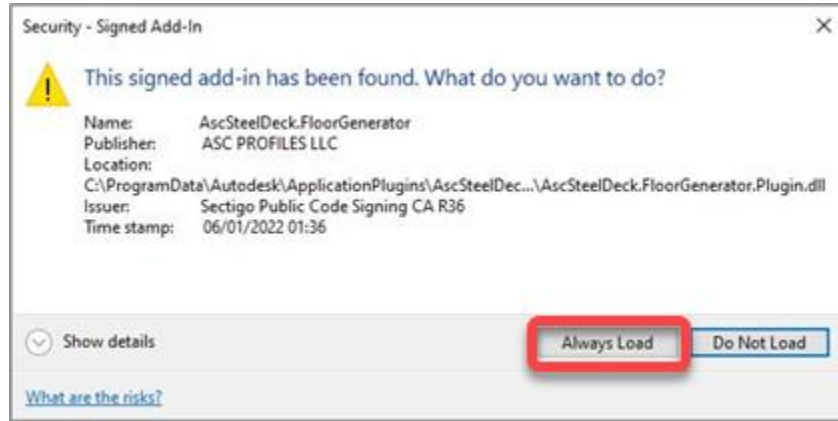 Security - Signed Add-In
This signed add-in has been found. What do you want to do?
Name: AscSteelDeck.FloorGenerator
Publisher: ASC PROFILES LLC
Location:
C:\ProgramData\Autodesk\ApplicationPlugins\AscSteelDec...\AscSteelDeck.FloorGenerator.Plugin.dll
Issuer: Sectigo Public Code Signing CA R36
Time stamp: 06/01/2022 01:36
Show details
Always Load
Do Not Load
What are the risks?